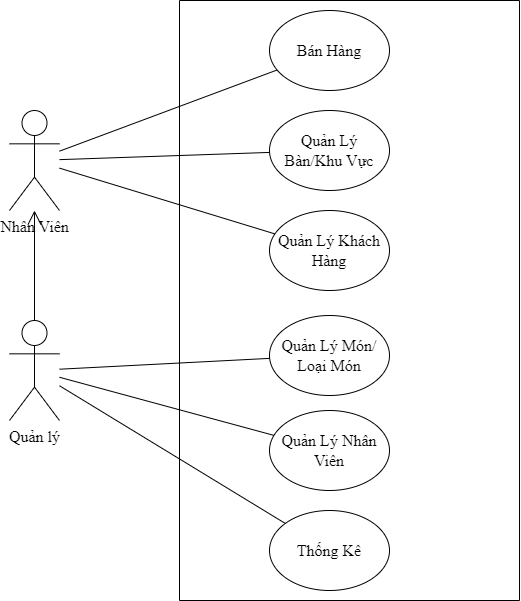 Bán Hàng
Quản Lý
Bàn/Khu Vực
Nhân Viên
Quản Lý Khách
Hàng
Quản Lý Món/
Loại Món
Quản lý
Quản Lý Nhân
Viên
Thống Kê